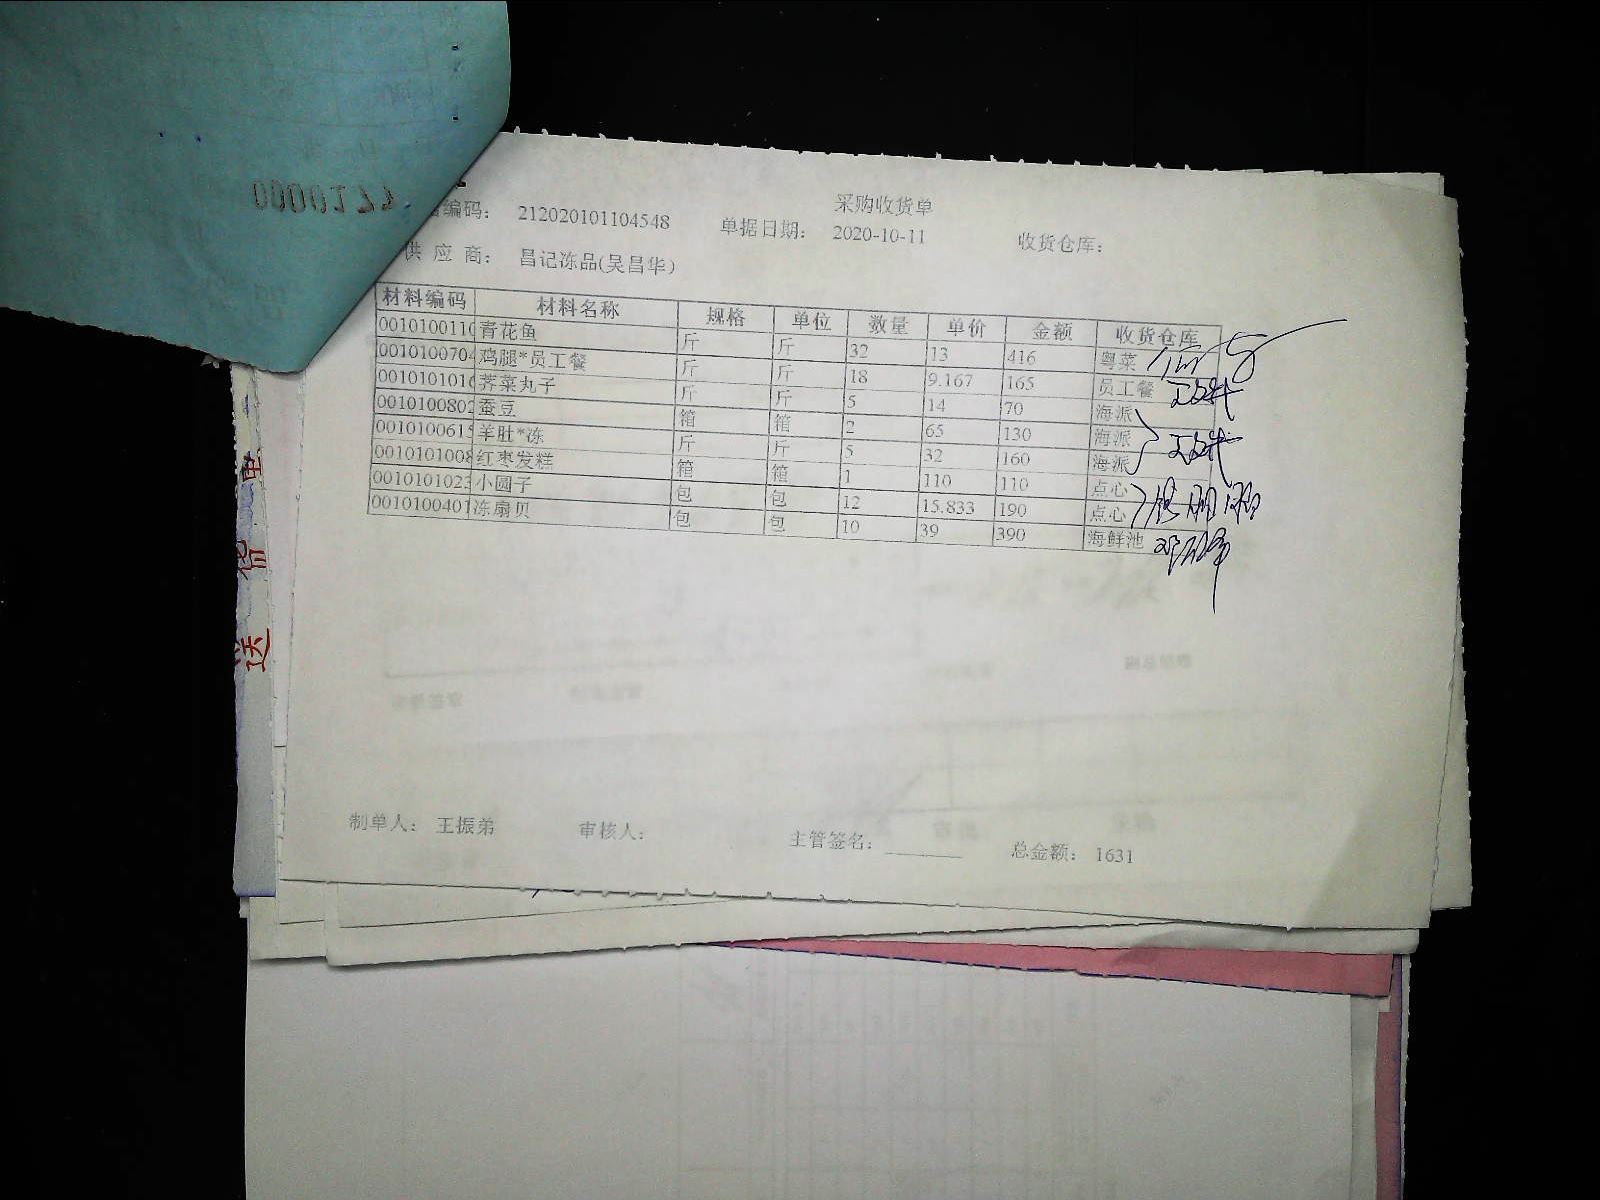 采购收货单
编码： 212020101104548 单据日期： 2020-10-11 收货仓库：
供 应 商： 昌记冻品(吴昌华)
材料编码 材料名称 规格 单位 数量 单价 金额 收货仓库
0010100110 青花鱼 斤 斤 32 13 416 粤菜
0010100704 鸡腿*员工餐 斤 斤 18 9.167 165 员工餐
0010101016 荠菜丸子 斤 斤 5 14 70 海派
0010100802 蚕豆 箱 箱 2 65 130 海派
0010100615 羊肚*冻 斤 斤 5 32 160 海派
0010101008 红枣发糕 箱 箱 1 110 110 点心
0010101023 小圆子 包 包 12 15.833 190 点心
0010100401 冻扇贝 包 包 10 39 390 海鲜池
制单人： 王振弟 审核人： 主管签名： 总金额： 1631
送